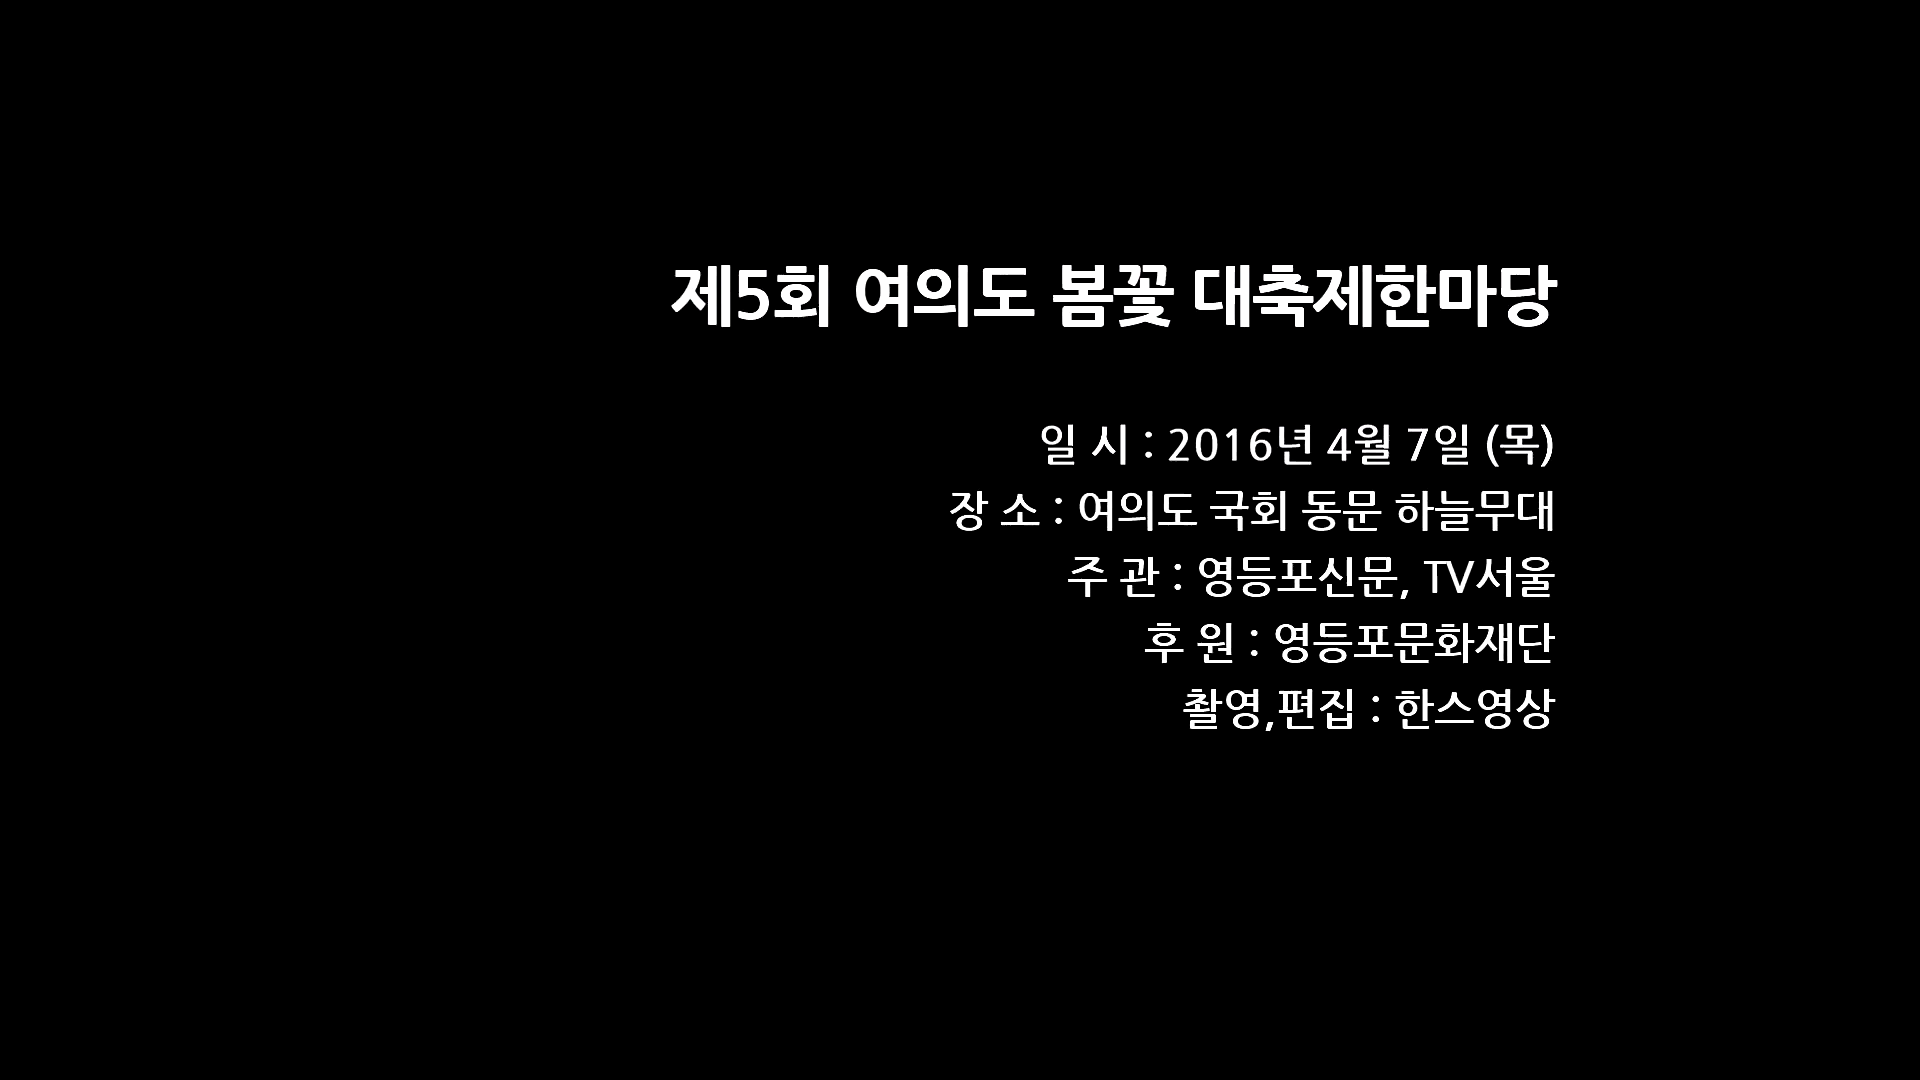 제5회 여의도 봄꽃 대축제한마당
일 시 : 2016년 4월 7일 (목)
장 소 : 여의도 국회 동문 하늘무대
주 관 : 영등포신문, TV서울
후 원 : 영등포문화재단
촬영,편집 : 한스영상